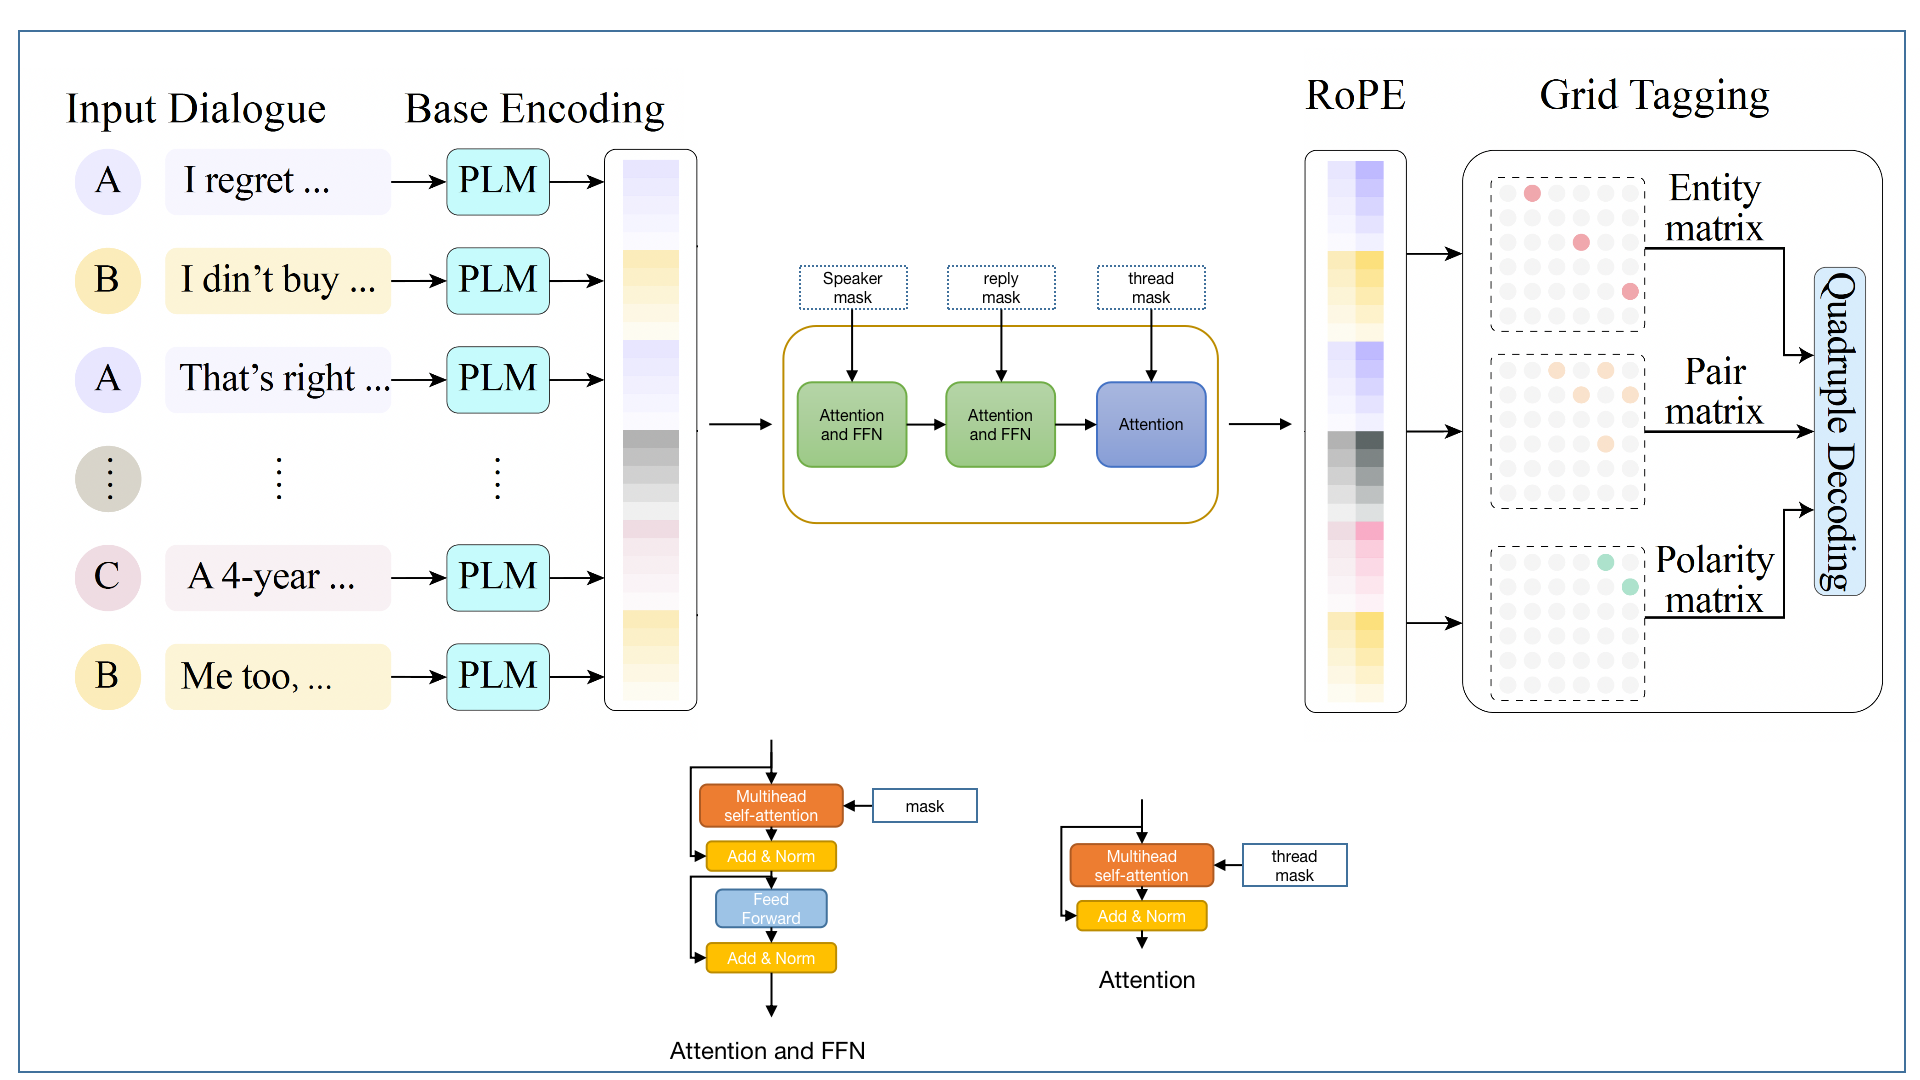 Input Dialogue
Base Encoding
RoPE
Grid Tagging
A
I regret ...
PLM
B
I din’t buy ...
PLM
A
That’s right ...
PLM
⋮
⋮
⋮
C
A 4-year ...
PLM
B
Me too, ...
PLM
Speaker
mask
reply
mask
thread
mask
Attention
and FFN
Attention
and FFN
Attention
Entity
matrix
Pair
matrix
Polarity
matrix
Quadruple Decoding
Multihead
self-attention
mask
Add & Norm
Feed
Forward
Add & Norm
Attention and FFN
Multihead
self-attention
thread
mask
Add & Norm
Attention